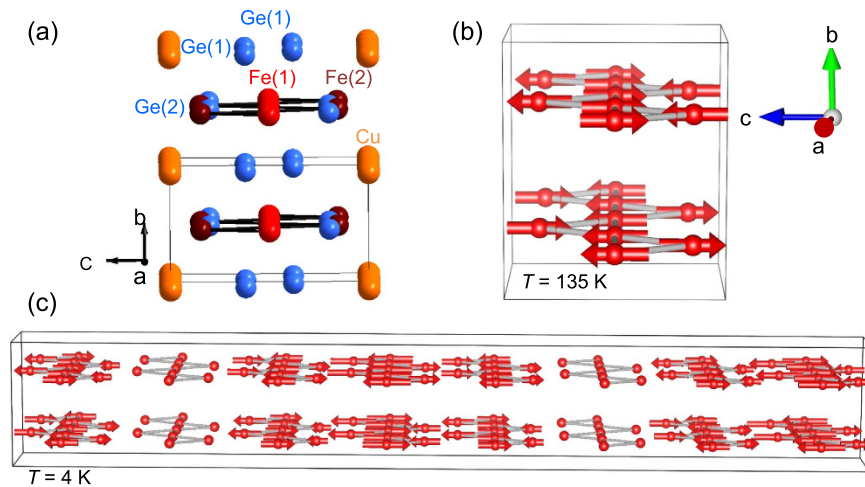 (a)
Ge(1)
Ge(1)
Fe(1)
Fe(2)
Ge(2)
Cu
b
c
a
(b)
b
c
a
T = 135 K
(c)
T = 4 K